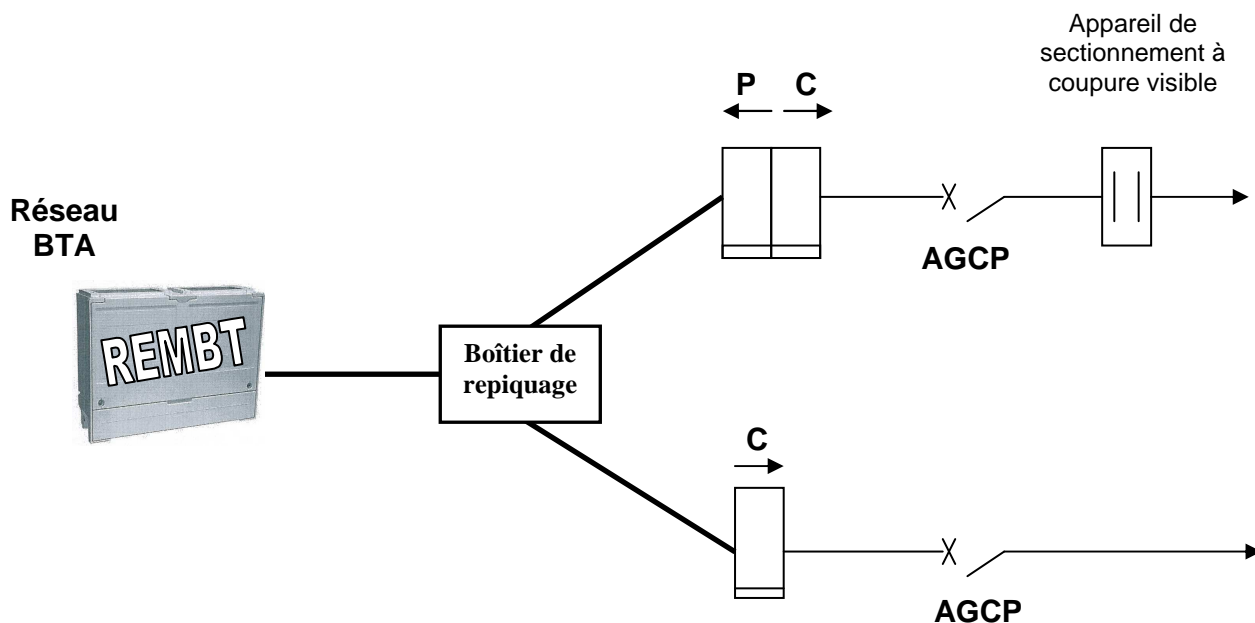 Appareil de
sectionnement à
coupure visible
P C
AGCP
Réseau
BTA
REMBT
Boîtier de
repiquage
C
AGCP